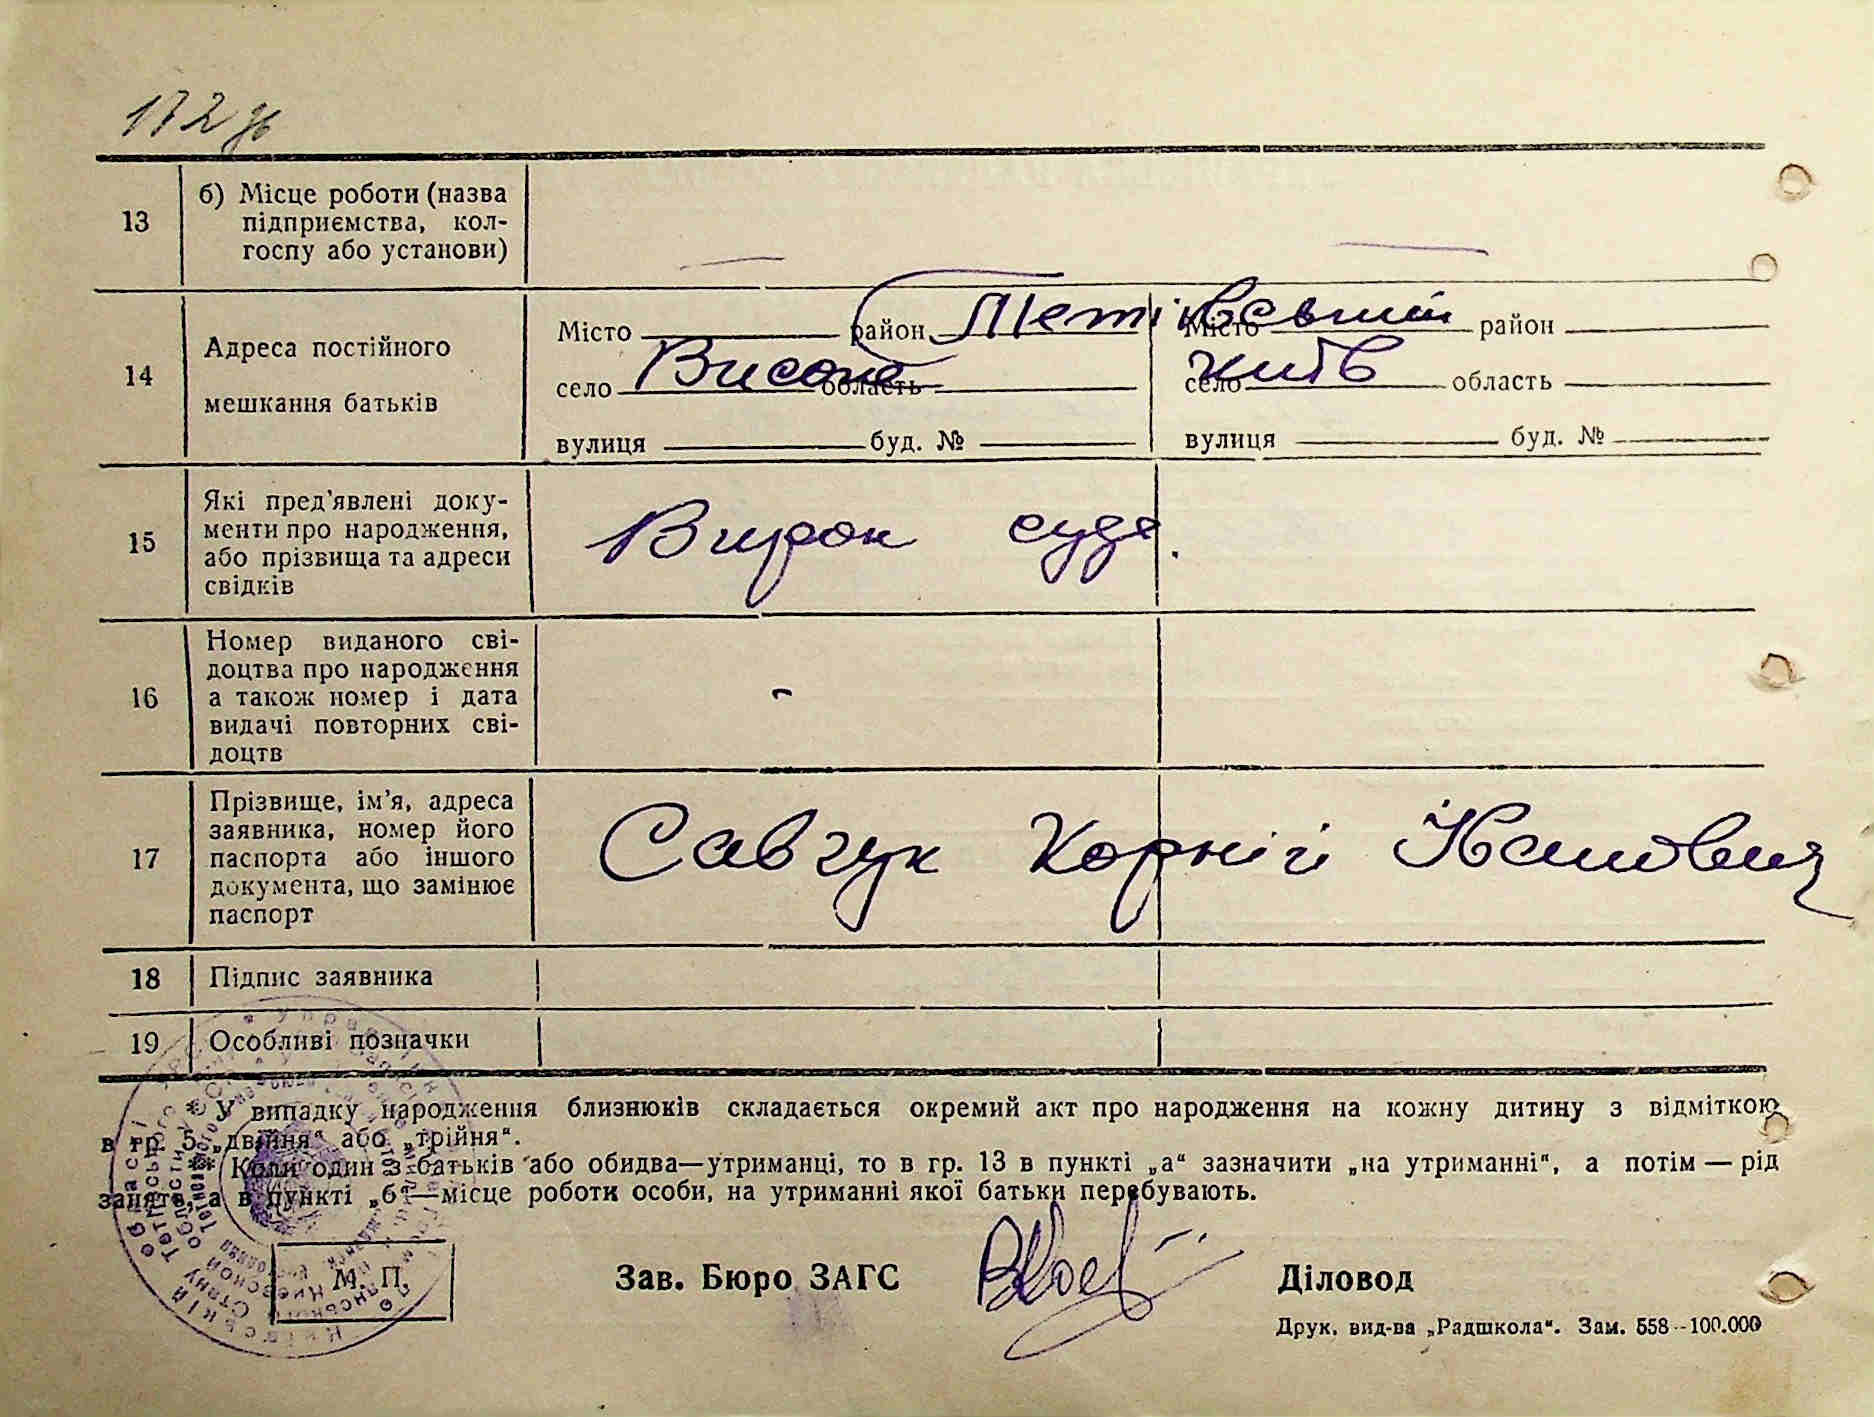 13
б) Місце роботи (назва
підприємства, кол-
госпу або установи)
14
Адреса постійного
мешкання батьків
Місто район Тетіївський Місто район
село Високе область село Київ область
вулиця буд. № вулиця буд. №
15
Які пред'явлені доку-
менти про народження,
або прізвища та адреси
свідків
Вирок суда.
16
Номер виданого сві-
доцтва про народження
а також номер і дата
видачі повторних сві-
доцтв
-
17
Прізвище, ім'я, адреса
заявника, номер його
паспорта або іншого
документа, що замінює
паспорт
Савчук Корній
18
Підпис заявника
19
Особливі позначки
* У випадку народження близнюків складається окремий акт про народження на кожну дитину з відміткою
в гр. 5 „двійня“ або „трійня“.
** Коли один з батьків або обидва—утриманці, то в гр. 13 в пункті „а“ зазначити „на утриманні“, а потім — рід
занять, а в пункті „б“—місце роботи особи, на утриманні якої батьки перебувають.
М. П.
Зав. Бюро ЗАГС
Діловод
Друк. вид-ва „Радшкола“. Зам. 558--100.000